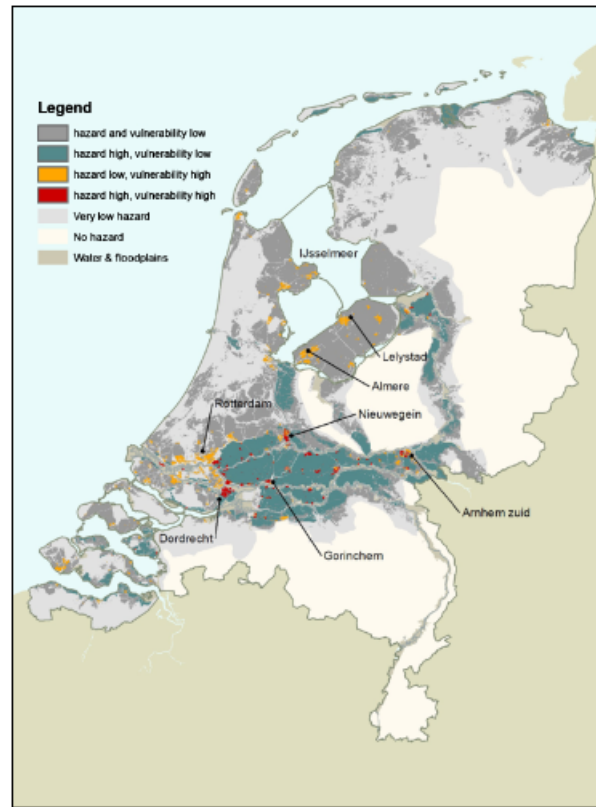 Legend
hazard and vulnerability low
hazard high, vulnerability low
hazard low, vulnerability high
hazard high, vulnerability high
Very low hazard
No hazard
Water & floodplains
IJsselmeer
Lelystad
Almere
Rotterdam
Nieuwegein
Arnhem zuid
Dordrecht
Gorinchem